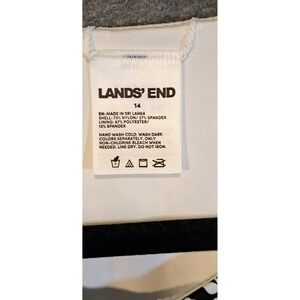 LANDS' END
14
EN: MADE IN SRI LANKA
SHELL: 73% NYLON/ 27% SPANDEX
LINING: 87% POLYESTER/
13% SPANDEX
HAND WASH COLD. WASH DARK
COLORS SEPARATELY. ONLY
NON-CHLORINE BLEACH WHEN
NEEDED. LINE DRY. DO NOT IRON.